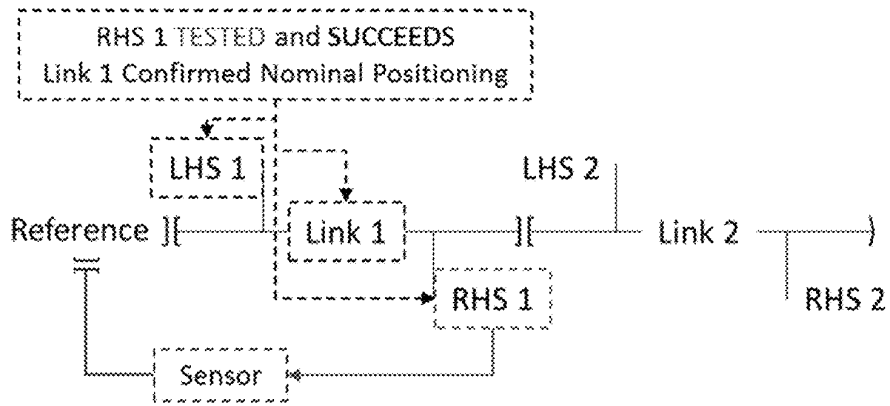 RHS 1 TESTED and SUCCEEDS
Link 1 Confirmed Nominal Positioning
LHS 1
LHS 2
Reference
Link 1
Link 2
RHS 1
RHS 2
Sensor